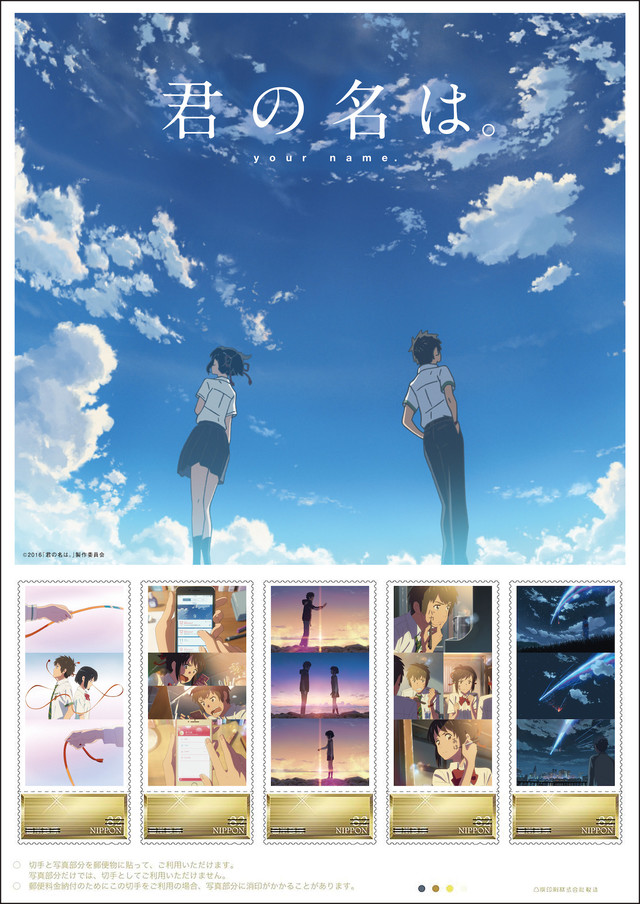 君の名は。
your name.
©2016「君の名は。」製作委員会
82
NIPPON
82
NIPPON
82
NIPPON
82
NIPPON
82
NIPPON
○ 切手と写真部分を郵便物に貼って、ご利用いただけます。
写真部分だけでは、切手としてご利用いただけません。
○ 郵便料金納付のためにこの切手をご利用の場合、写真部分に消印がかかることがあります。